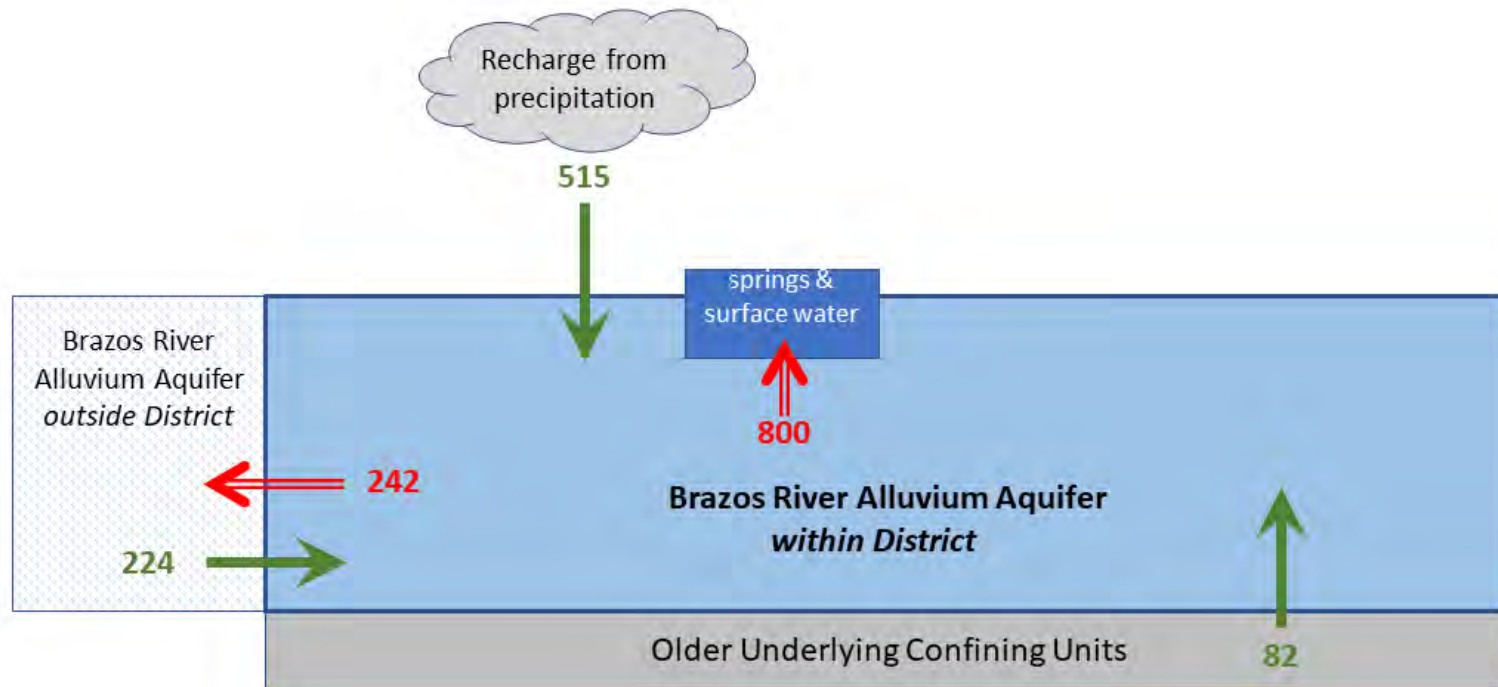 Recharge from
precipitation
515
springs &
surface water
Brazos River
Alluvium Aquifer
outside District
800
242
Brazos River Alluvium Aquifer
within District
224
Older Underlying Confining Units
82